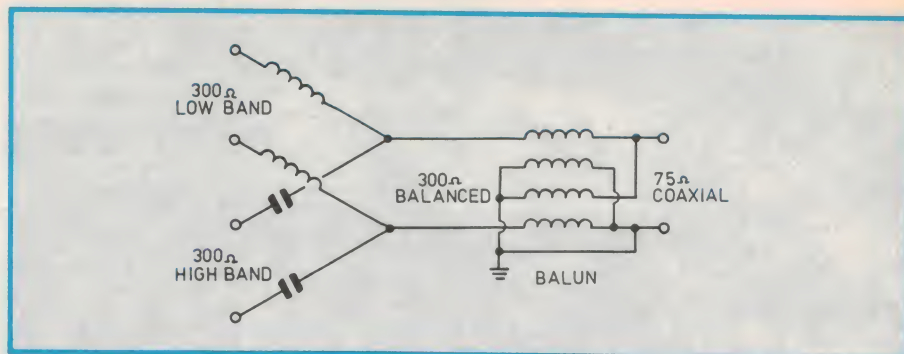 300Ω
LOW BAND
300Ω
BALANCED
75Ω
COAXIAL
300Ω
HIGH BAND
BALUN